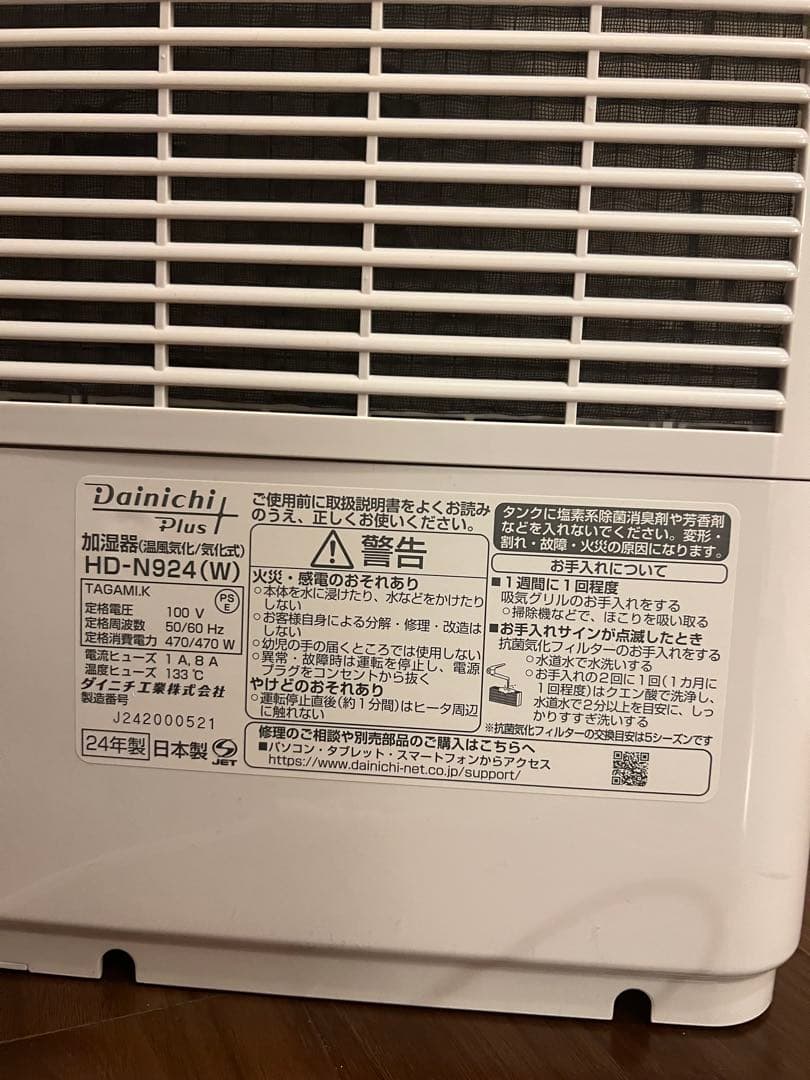 Dainichi
Plus
加湿器(温風気化/気化式)
HD-N924(W)
TAGAMI.K
PS
E
定格電圧 100 V
定格周波数 50/60 Hz
定格消費電力 470/470 W
電流ヒューズ 1 A, 8 A
温度ヒューズ 133℃
ダイニチ工業株式会社
製造番号
J242000521
24年製 日本製 JET
ご使用前に取扱説明書をよくお読み
のうえ、正しくお使いください。
警告
火災・感電のおそれあり
○本体を水に浸けたり、水などをかけたり
しない
○お客様自身による分解・修理・改造は
しない
○幼児の手の届くところでは使用しない
○異常・故障時は運転を停止し、電源
プラグをコンセントから抜く
やけどのおそれあり
○運転停止直後(約1分間)はヒータ周辺
に触れない
タンクに塩素系除菌消臭剤や芳香剤
などを入れないでください。変形・
割れ・故障・火災の原因になります。
お手入れについて
■1週間に1回程度
吸気グリルのお手入れをする
○掃除機などで、ほこりを吸い取る
■お手入れサインが点滅したとき
抗菌気化フィルターのお手入れをする
○水道水で水洗いする
○お手入れの2回に1回(1カ月に
1回程度)はクエン酸で洗浄し、
水道水で2分以上を目安に、しっ
かりすすぎ洗いする
※抗菌気化フィルターの交換目安は5シーズンです
修理のご相談や別売部品のご購入はこちらへ
■パソコン・タブレット・スマートフォンからアクセス
https://www.dainichi-net.co.jp/support/